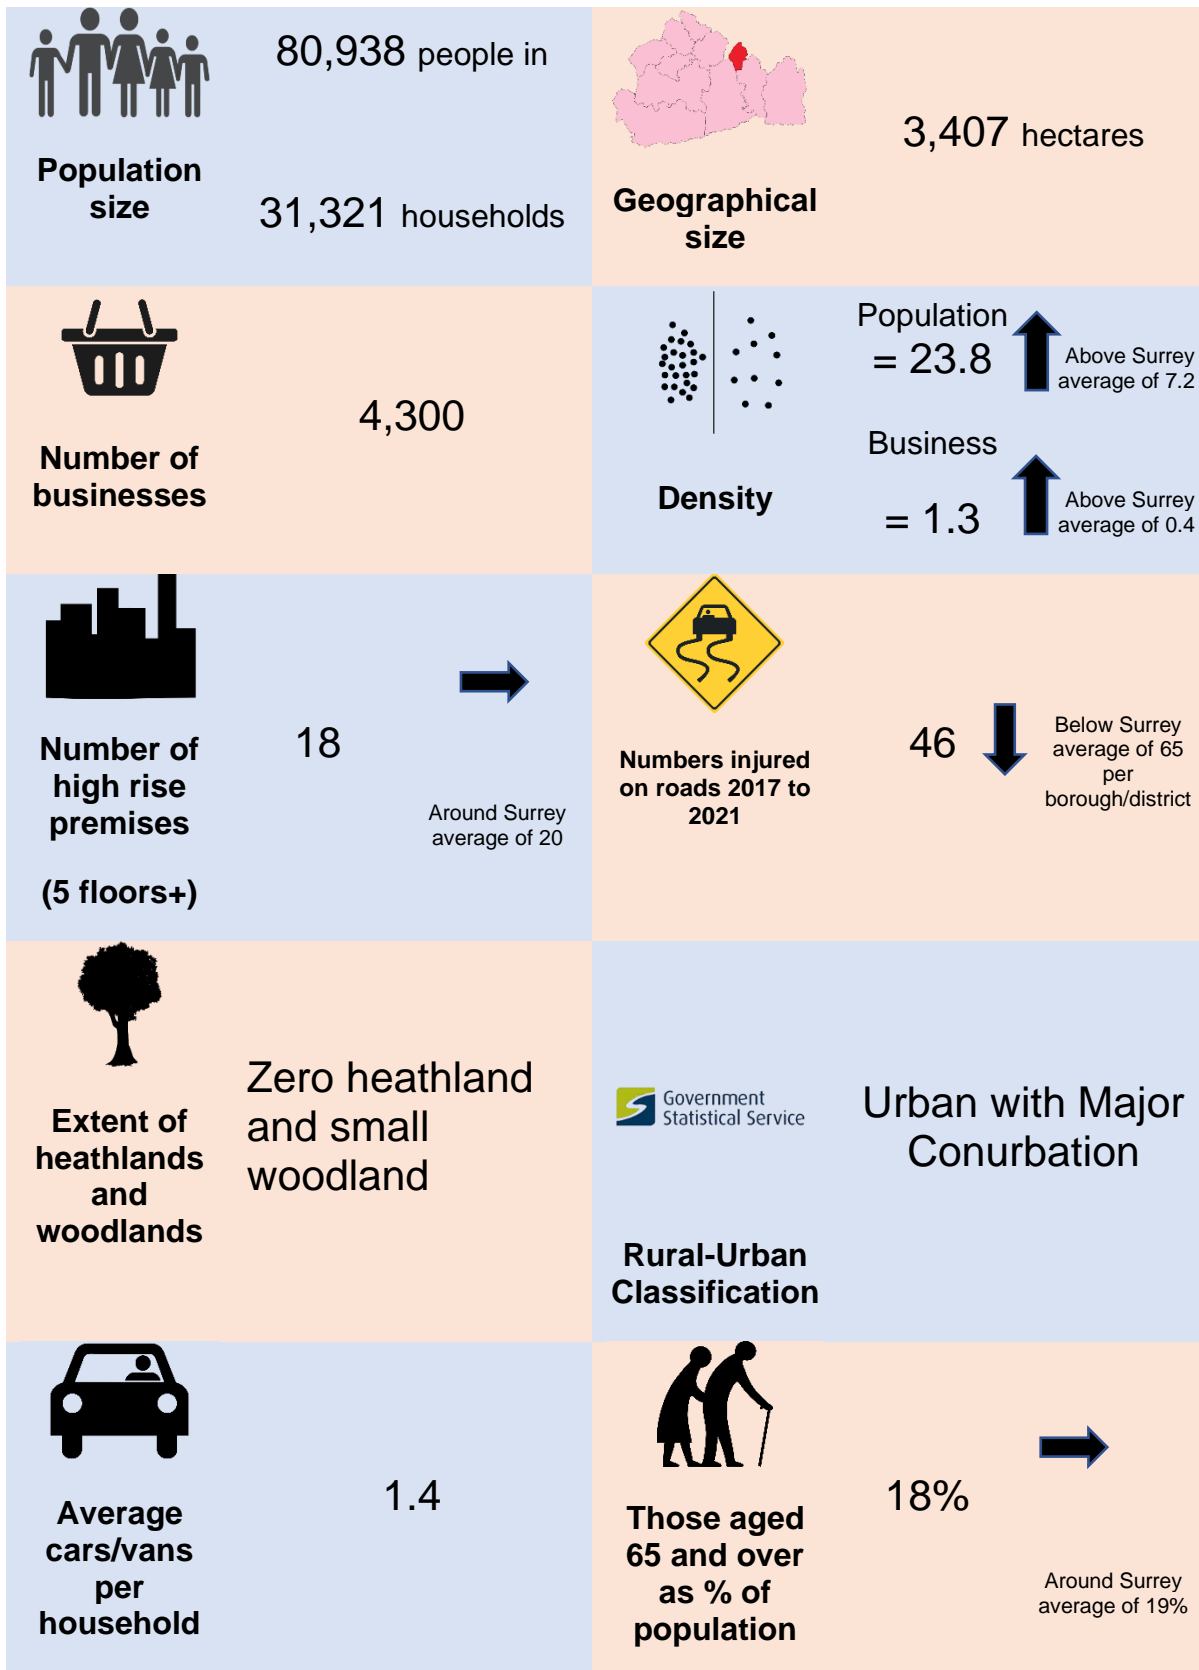 80,938 people in
31,321 households
Population
size
3,407 hectares
Geographical
size
4,300
Number of
businesses
Population
= 23.8
Above Surrey
average of 7.2
Business
= 1.3
Above Surrey
average of 0.4
Density
18
Number of
high rise
premises
(5 floors+)
Around Surrey
average of 20
46
Numbers injured
on roads 2017 to
2021
Below Surrey
average of 65
per
borough/district
Zero heathland
and small
woodland
Extent of
heathlands
and
woodlands
Government
Statistical Service
Urban with Major
Conurbation
Rural-Urban
Classification
1.4
Average
cars/vans
per
household
18%
Those aged
65 and over
as % of
population
Around Surrey
average of 19%